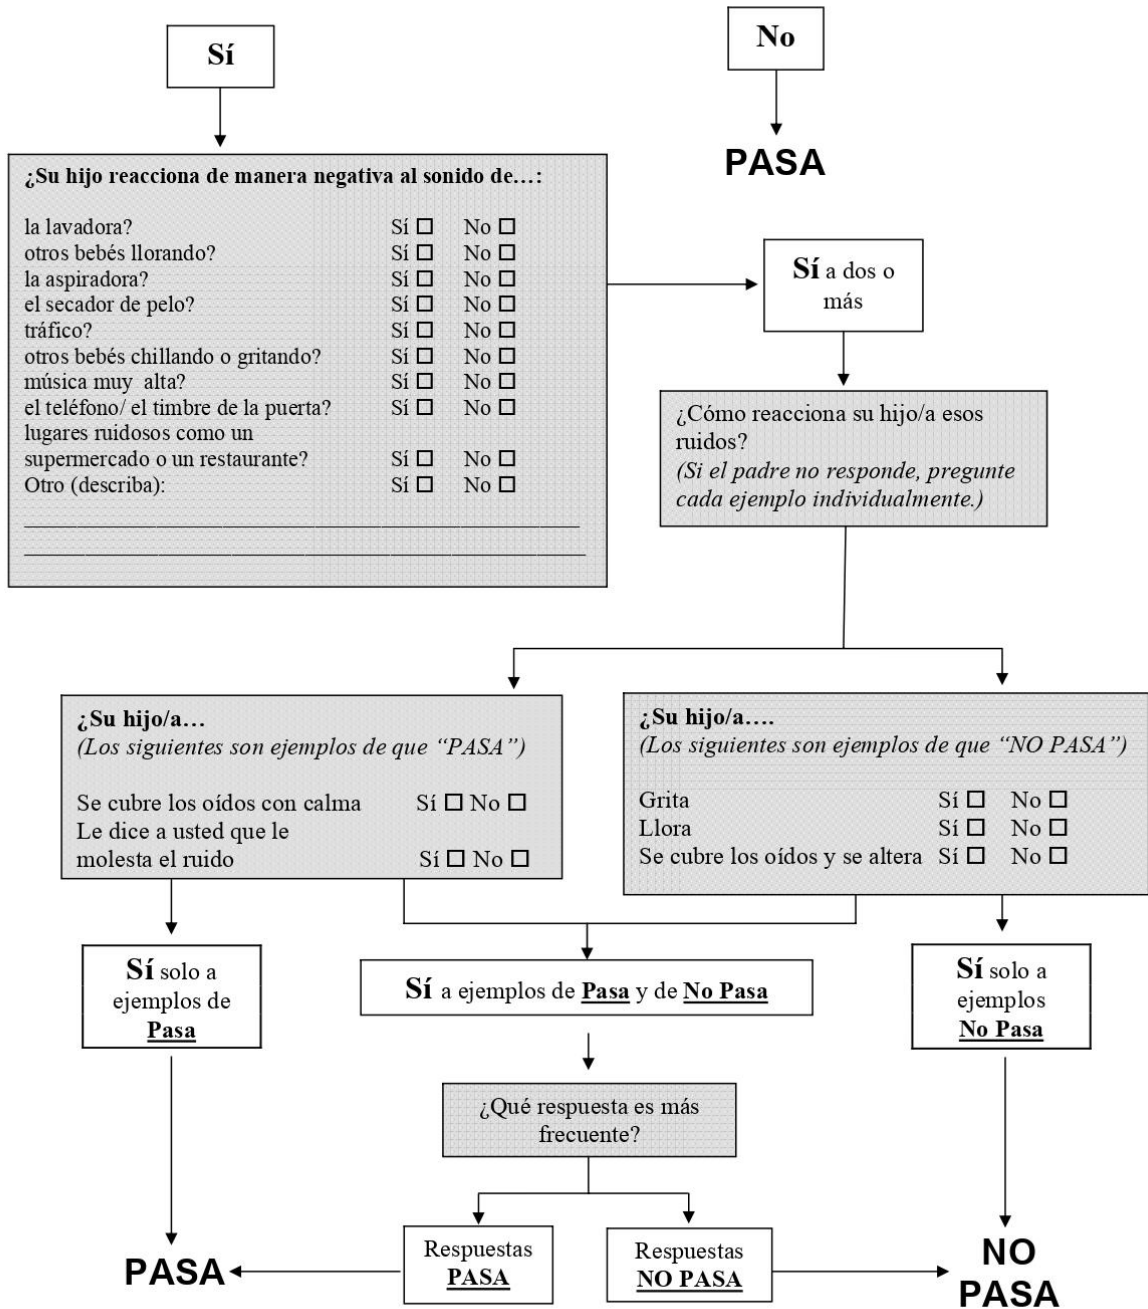 Sí
No
PASA
¿Su hijo reacciona de manera negativa al sonido de…:
la lavadora? Sí ☐ No ☐
otros bebés llorando? Sí ☐ No ☐
la aspiradora? Sí ☐ No ☐
el secador de pelo? Sí ☐ No ☐
tráfico? Sí ☐ No ☐
otros bebés chillando o gritando? Sí ☐ No ☐
música muy alta? Sí ☐ No ☐
el teléfono/ el timbre de la puerta? Sí ☐ No ☐
lugares ruidosos como un
supermercado o un restaurante? Sí ☐ No ☐
Otro (describa): Sí ☐ No ☐
Sí a dos o
más
¿Cómo reacciona su hijo/a esos
ruidos?
(Si el padre no responde, pregunte
cada ejemplo individualmente.)
¿Su hijo/a…
(Los siguientes son ejemplos de que “PASA”)
Se cubre los oídos con calma Sí ☐ No ☐
Le dice a usted que le
molesta el ruido Sí ☐ No ☐
¿Su hijo/a….
(Los siguientes son ejemplos de que “NO PASA”)
Grita Sí ☐ No ☐
Llora Sí ☐ No ☐
Se cubre los oídos y se altera Sí ☐ No ☐
Sí solo a
ejemplos de
Pasa
Sí a ejemplos de Pasa y de No Pasa
Sí solo a
ejemplos
No Pasa
¿Qué respuesta es más
frecuente?
Respuestas
PASA
Respuestas
NO PASA
PASA
NO
PASA